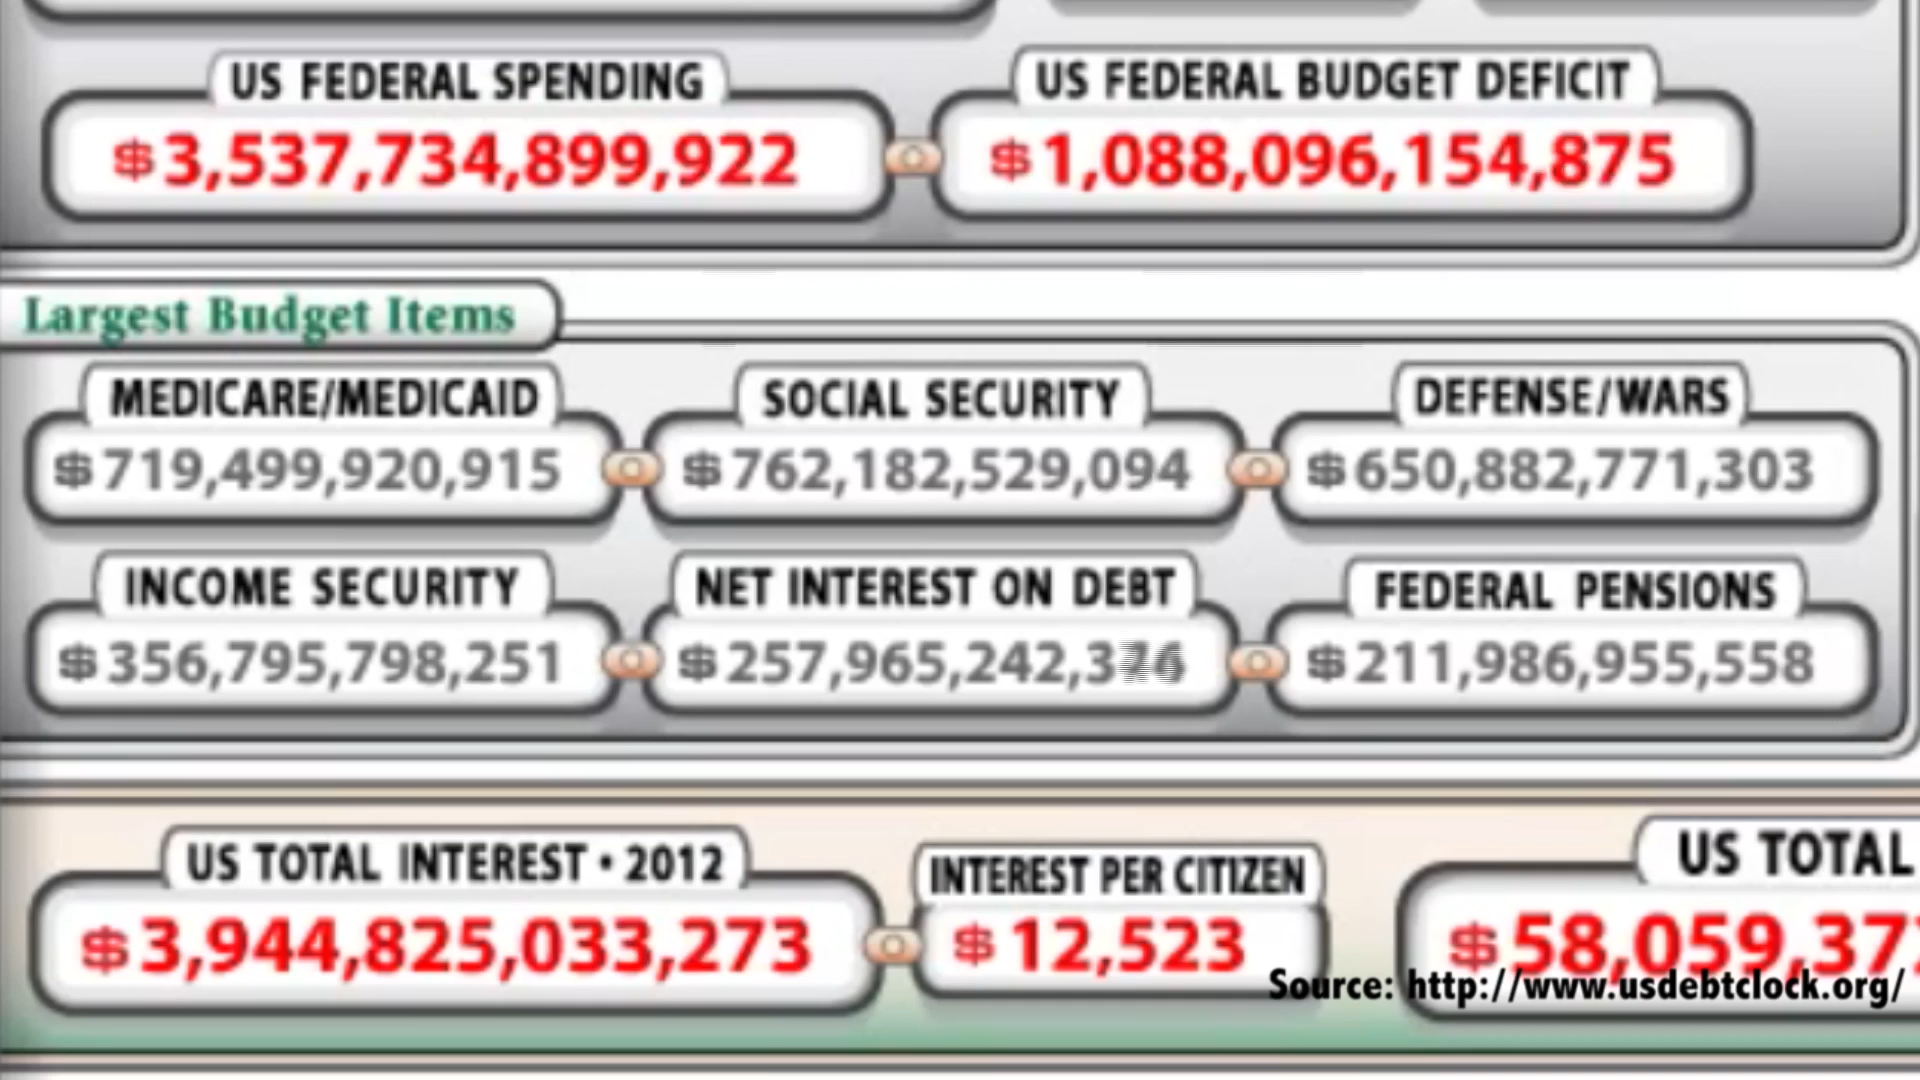 US FEDERAL SPENDING
US FEDERAL BUDGET DEFICIT
$3,537,734,899,922
$1,088,096,154,875
Largest Budget Items
MEDICARE/MEDICAID
SOCIAL SECURITY
DEFENSE/WARS
$719,499,920,915
$762,182,529,094
$650,882,771,303
INCOME SECURITY
NET INTEREST ON DEBT
FEDERAL PENSIONS
$356,795,798,251
$211,986,955,558
US TOTAL INTEREST • 2012
INTEREST PER CITIZEN
US TOTAL
$3,944,825,033,273
$12,523
$58,059,37
Source: http://www.usdebtclock.org/